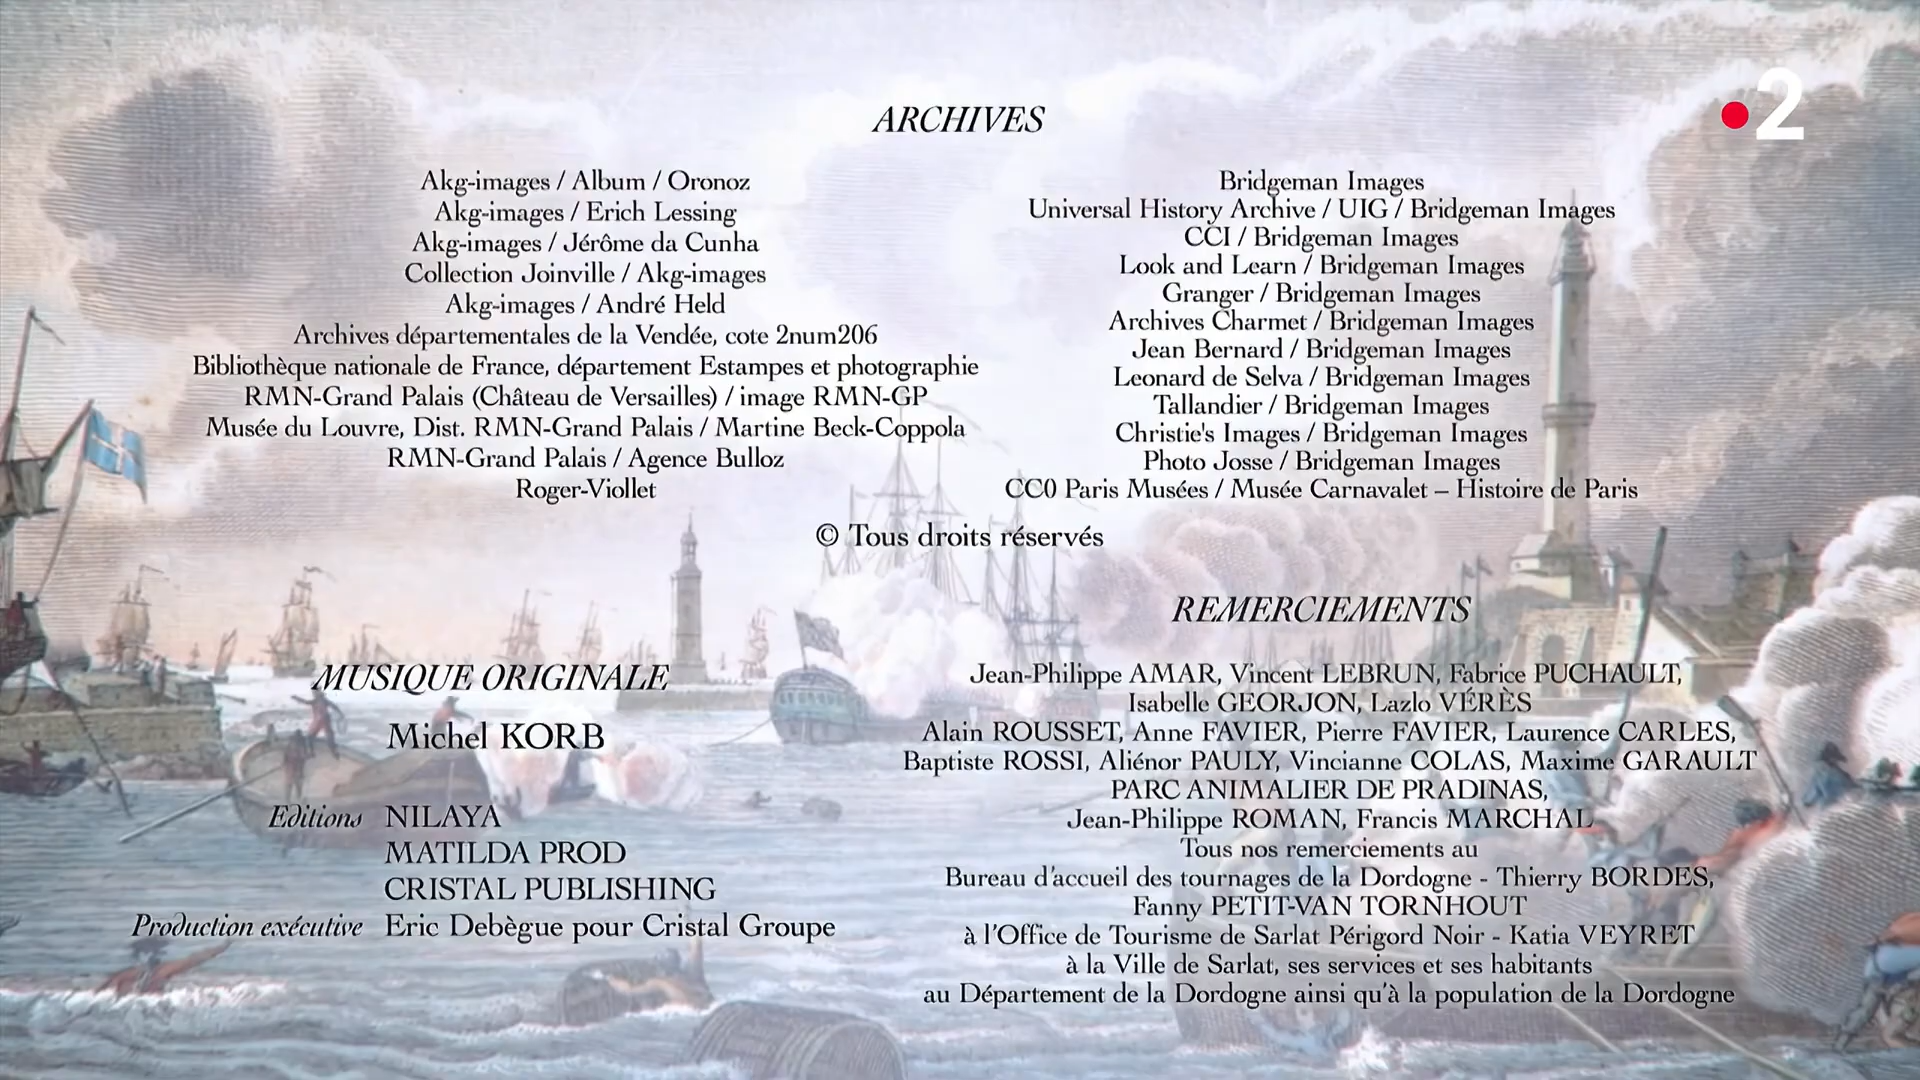 2
ARCHIVES
Akg-images / Album / Oronoz
Akg-images / Erich Lessing
Akg-images / Jérôme da Cunha
Collection Joinville / Akg-images
Akg-images / André Held
Archives départementales de la Vendée, cote 2num206
Bibliothèque nationale de France, département Estampes et photographie
RMN-Grand Palais (Château de Versailles) / image RMN-GP
Musée du Louvre, Dist. RMN-Grand Palais / Martine Beck-Coppola
RMN-Grand Palais / Agence Bulloz
Roger-Viollet
Bridgeman Images
Universal History Archive / UIG / Bridgeman Images
CCI / Bridgeman Images
Look and Learn / Bridgeman Images
Granger / Bridgeman Images
Archives Charmet / Bridgeman Images
Jean Bernard / Bridgeman Images
Leonard de Selva / Bridgeman Images
Tallandier / Bridgeman Images
Christie's Images / Bridgeman Images
Photo Josse / Bridgeman Images
CC0 Paris Musées / Musée Carnavalet – Histoire de Paris
© Tous droits réservés
MUSIQUE ORIGINALE
Michel KORB
Editions NILAYA
MATILDA PROD
CRISTAL PUBLISHING
Production exécutive Eric Debègue pour Cristal Groupe
REMERCIEMENTS
Jean-Philippe AMAR, Vincent LEBRUN, Fabrice PUCHAULT,
Isabelle GEORJON, Lazlo VÉRÈS
Alain ROUSSET, Anne FAVIER, Pierre FAVIER, Laurence CARLES,
Baptiste ROSSI, Aliénor PAULY, Vincianne COLAS, Maxime GARAULT
PARC ANIMALIER DE PRADINAS,
Jean-Philippe ROMAN, Francis MARCHAL
Tous nos remerciements au
Bureau d'accueil des tournages de la Dordogne - Thierry BORDES,
Fanny PETIT-VAN TORNHOUT
à l'Office de Tourisme de Sarlat Périgord Noir - Katia VEYRET
à la Ville de Sarlat, ses services et ses habitants
au Département de la Dordogne ainsi qu'à la population de la Dordogne